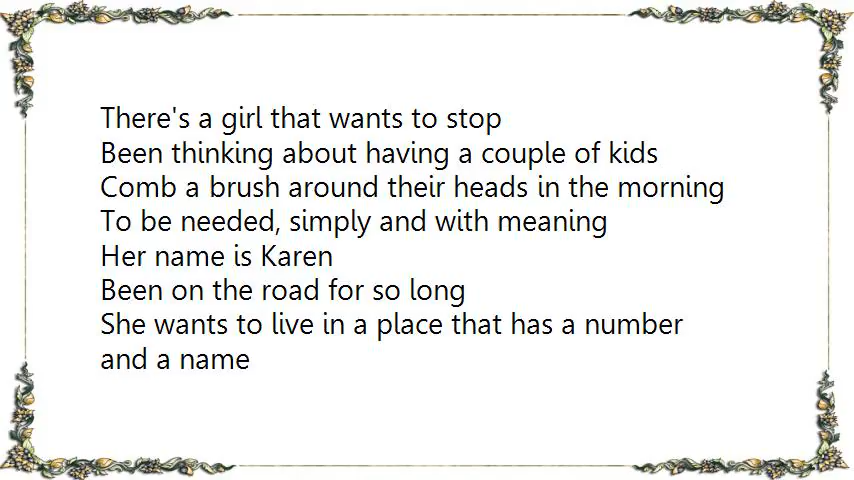 There's a girl that wants to stop
Been thinking about having a couple of kids
Comb a brush around their heads in the morning
To be needed, simply and with meaning
Her name is Karen
Been on the road for so long
She wants to live in a place that has a number
and a name